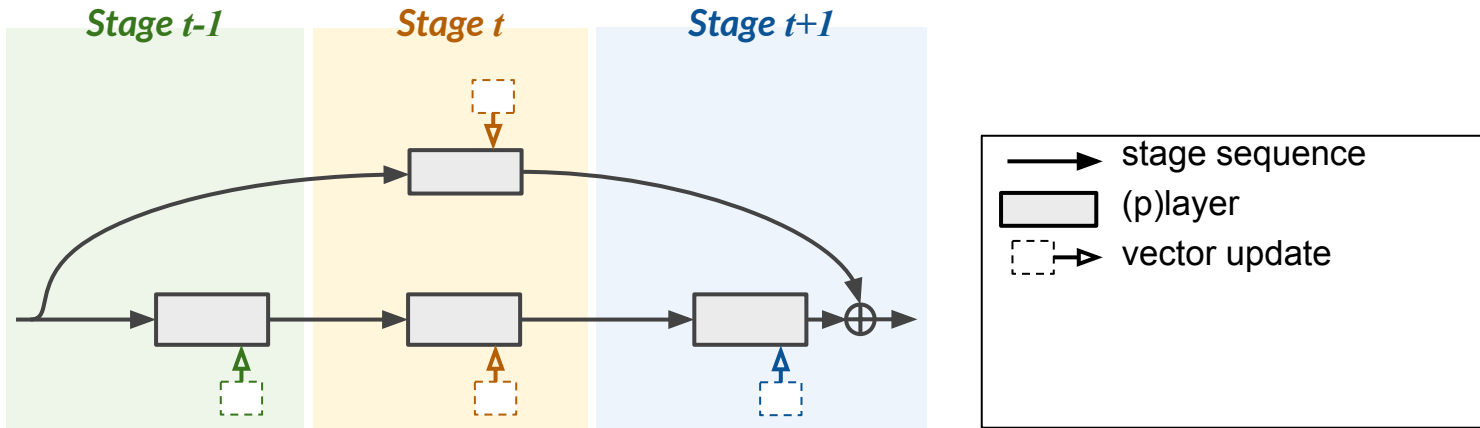 Stage t-1
Stage t
Stage t+1
stage sequence
(p)layer
vector update